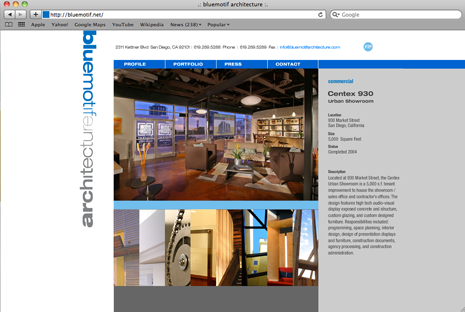 .: bluemotif architecture :.
http://bluemotif.net/
Google
Apple Yahoo! Google Maps YouTube Wikipedia News (238) Popular
bluemotif
architecture
2311 Kettner Blvd. San Diego, CA 92101 : 619.269.5288 Phone : 619.269.5289 Fax : info@bluemotifarchitecture.com
PROFILE PORTFOLIO PRESS CONTACT
commercial
Centex 930
Urban Showroom
Location
930 Market Street
San Diego, California
Size
5,000 Square Feet
Status
Completed 2004
Description
Located at 930 Market Street, the Centex
Urban Showroom is a 5,000 s.f. tenant
improvement to house the showroom /
sales office and contractor's offices. The
design features high tech audio-visual
display exposed concrete and structure,
custom glazing, and custom designed
furniture. Responsibilities included
programming, space planning, interior
design, design of presentation displays
and furniture, construction documents,
agency processing, and construction
administration.